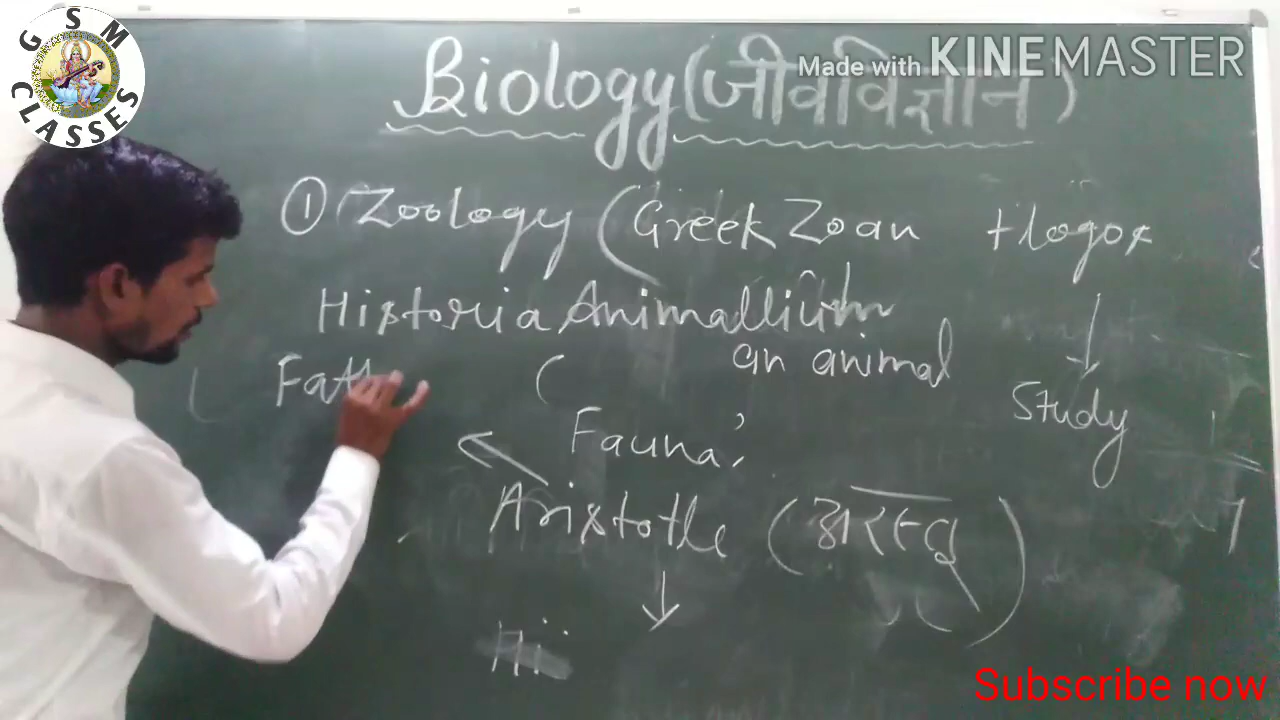 GSM CLASSES
Made with KINEMASTER
Biology (जीवविज्ञान)
① Zoology (Greek Zoan + logos
Historia Animallium
an animal
Fath
(
Study
Fauna,
Aristotle (अरस्तु)
Hi
Subscribe now